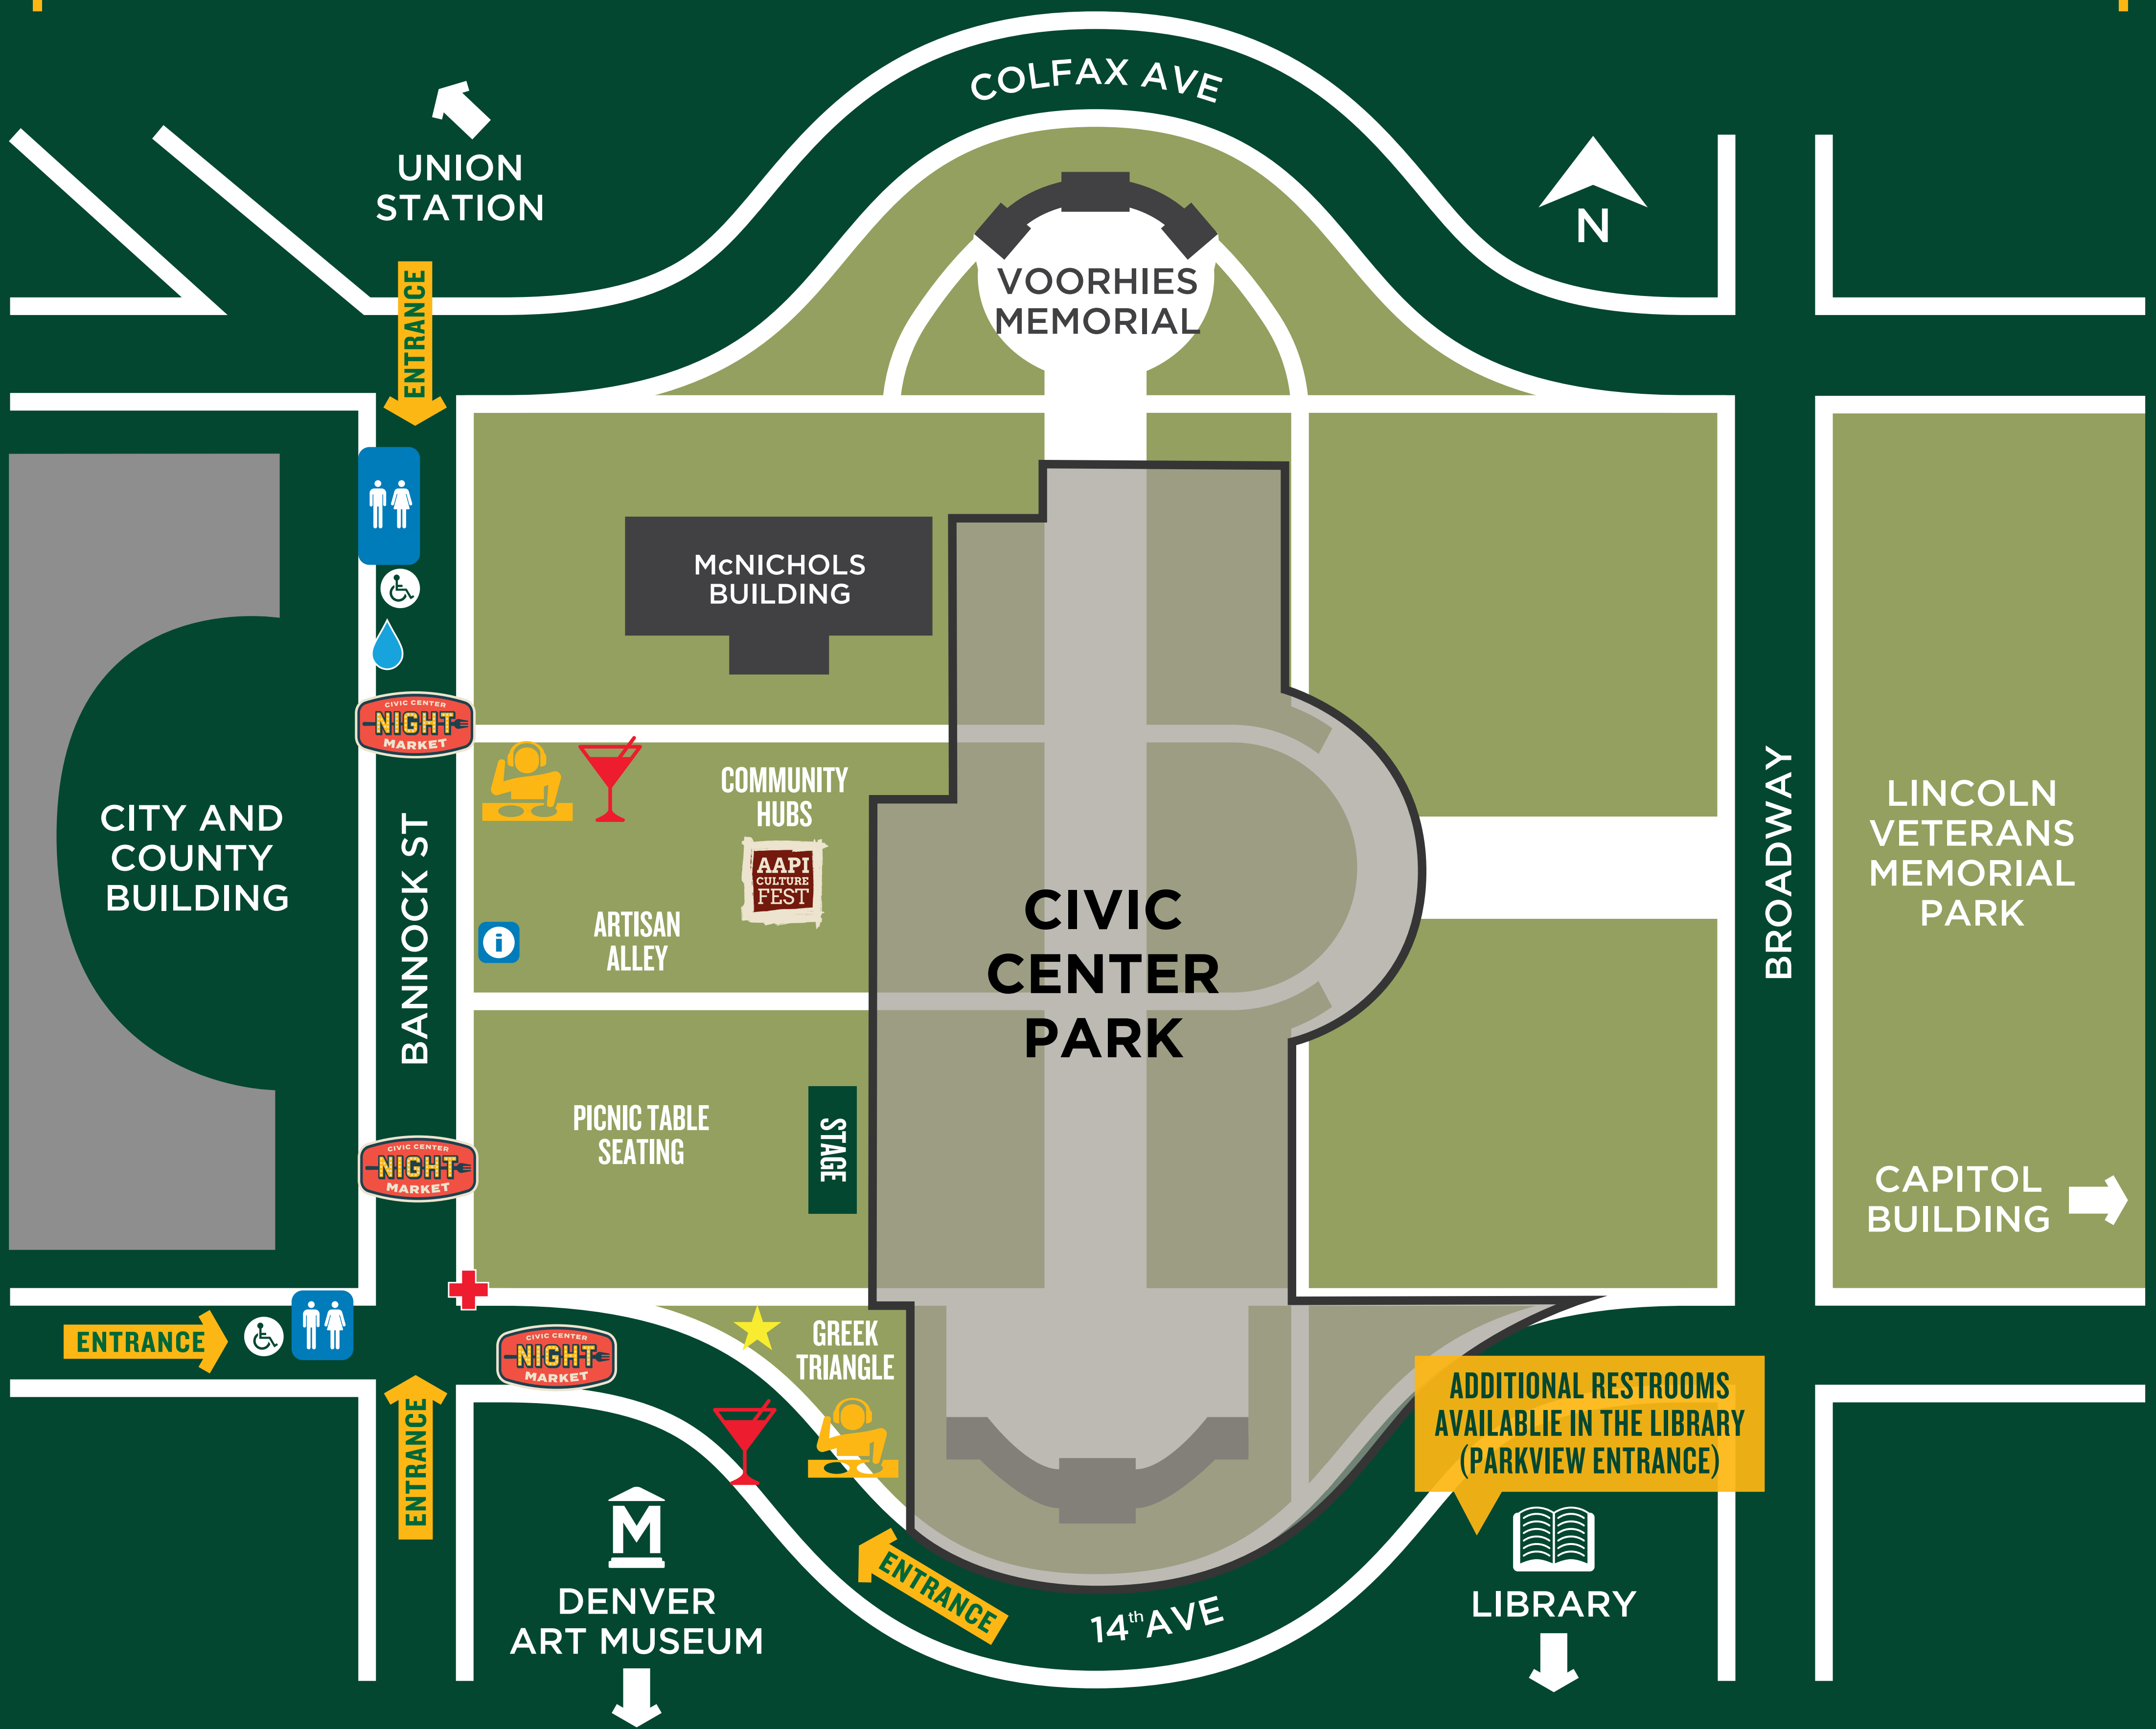 COLFAX AVE
UNION
STATION
N
ENTRANCE
VOORHIES
MEMORIAL
McNICHOLS
BUILDING
CIVIC CENTER
NIGHT
MARKET
COMMUNITY
HUBS
AAPI
CULTURE
FEST
CITY AND
COUNTY
BUILDING
BANNOCK ST
i
ARTISAN
ALLEY
CIVIC
CENTER
PARK
BROADWAY
LINCOLN
VETERANS
MEMORIAL
PARK
PICNIC TABLE
SEATING
STAGE
CIVIC CENTER
NIGHT
MARKET
CAPITOL
BUILDING
ENTRANCE
CIVIC CENTER
NIGHT
MARKET
GREEK
TRIANGLE
ENTRANCE
ADDITIONAL RESTROOMS
AVAILABLIE IN THE LIBRARY
(PARKVIEW ENTRANCE)
M
DENVER
ART MUSEUM
ENTRANCE
14th AVE
LIBRARY